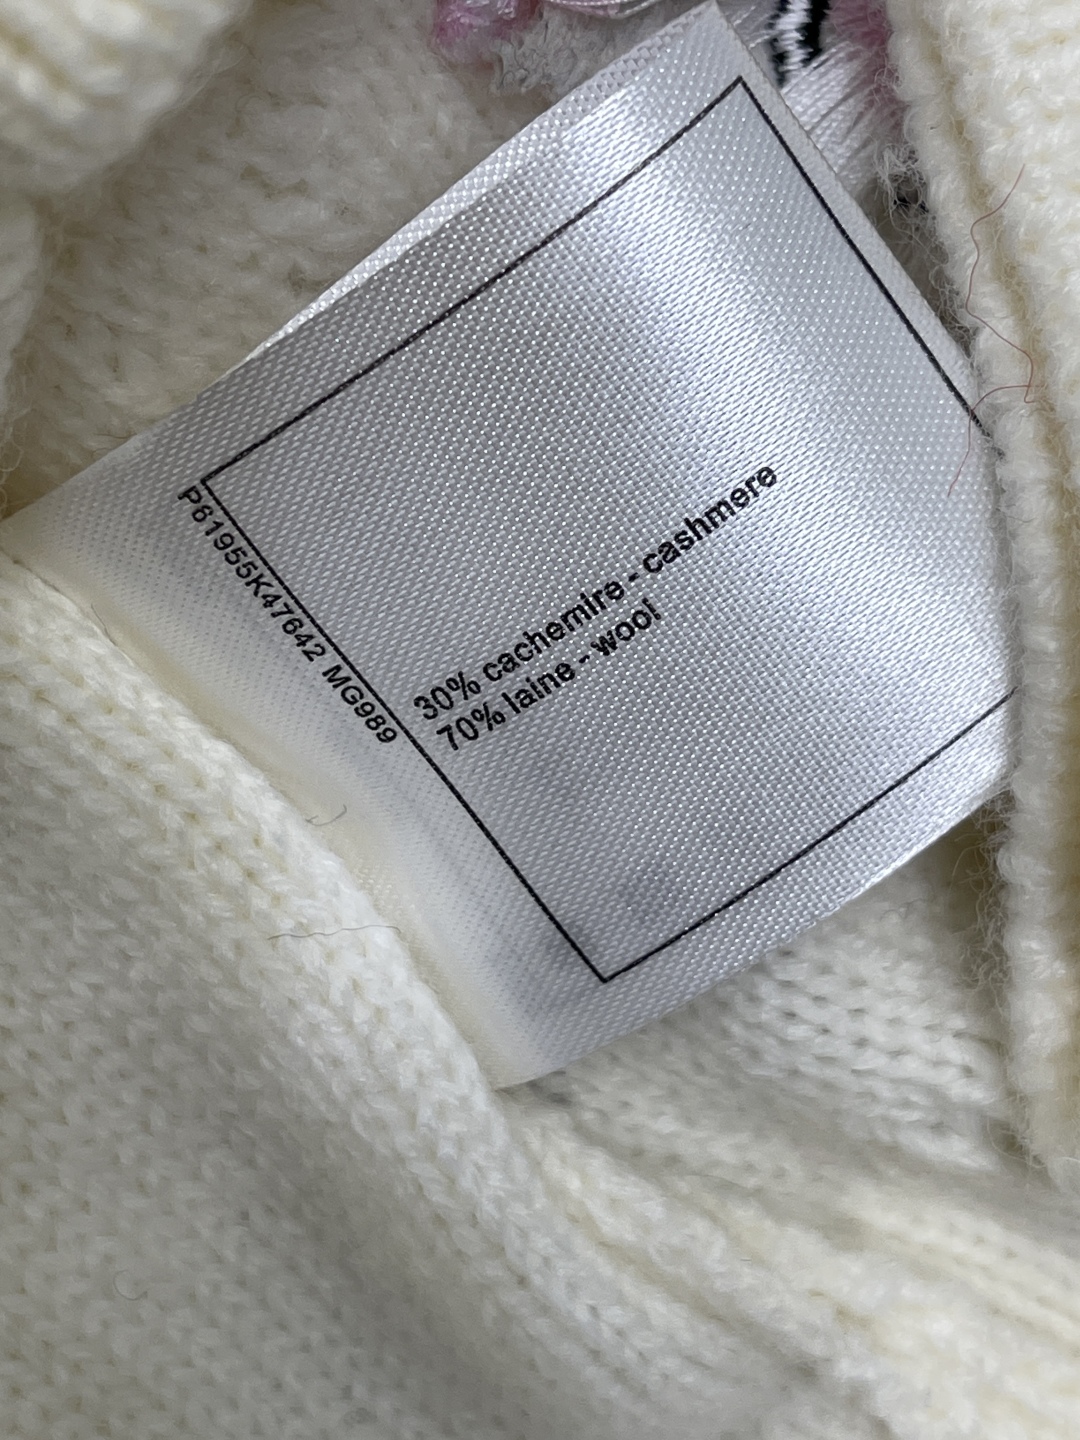 P61955K47642 MG989
30% cachemire - cashmere
70% laine - wool